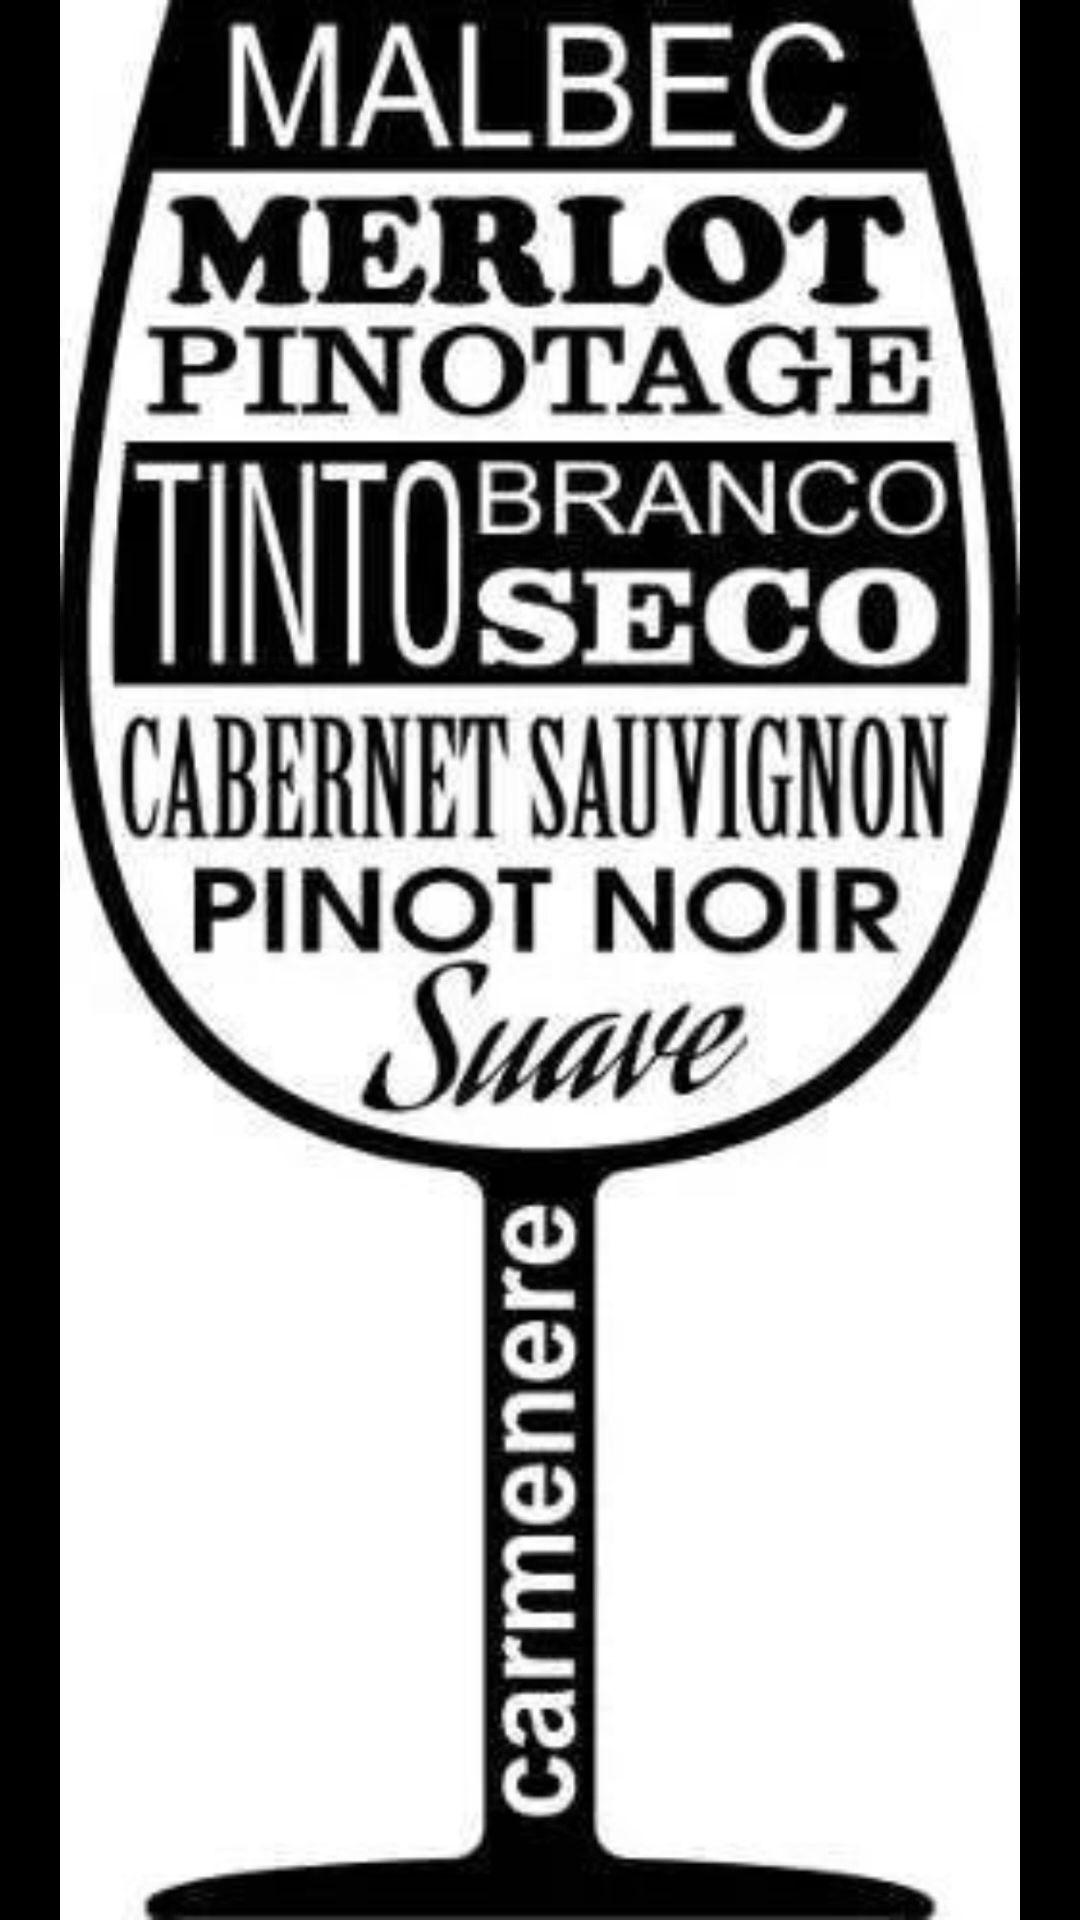 MALBEC
MERLOT
PINOTAGE
TINTO
BRANCO
SECO
CABERNET SAUVIGNON
PINOT NOIR
Suave
carmenere